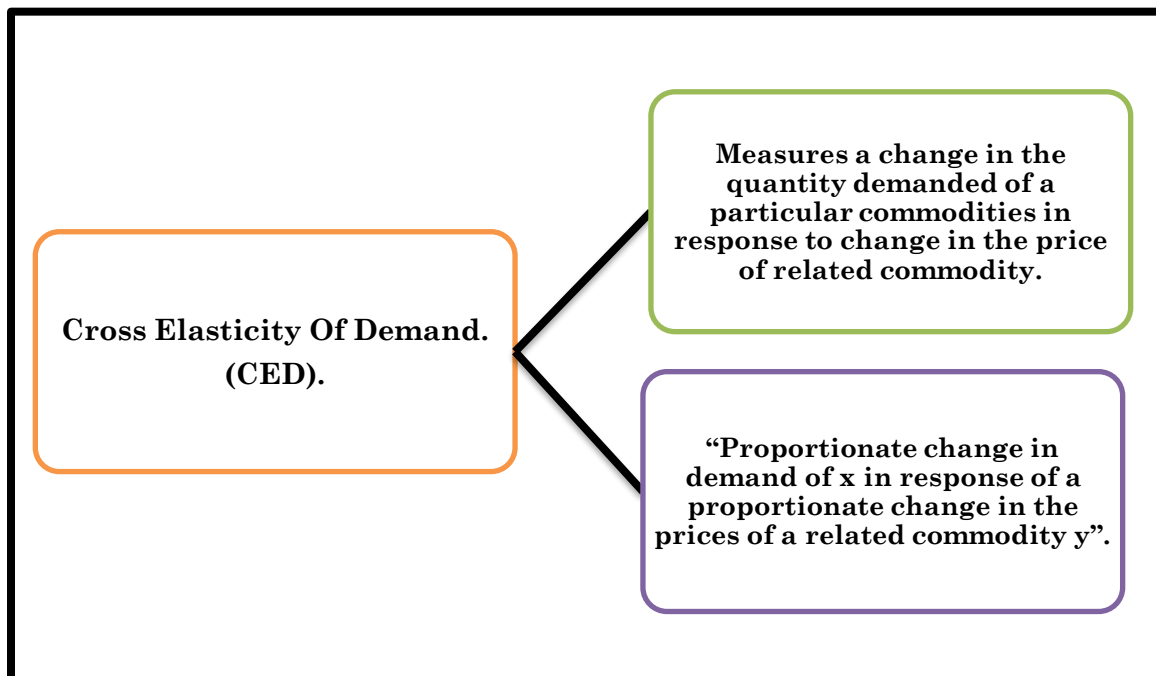 Cross Elasticity Of Demand.
(CED).
Measures a change in the
quantity demanded of a
particular commodities in
response to change in the price
of related commodity.
“Proportionate change in
demand of x in response of a
proportionate change in the
prices of a related commodity y”.